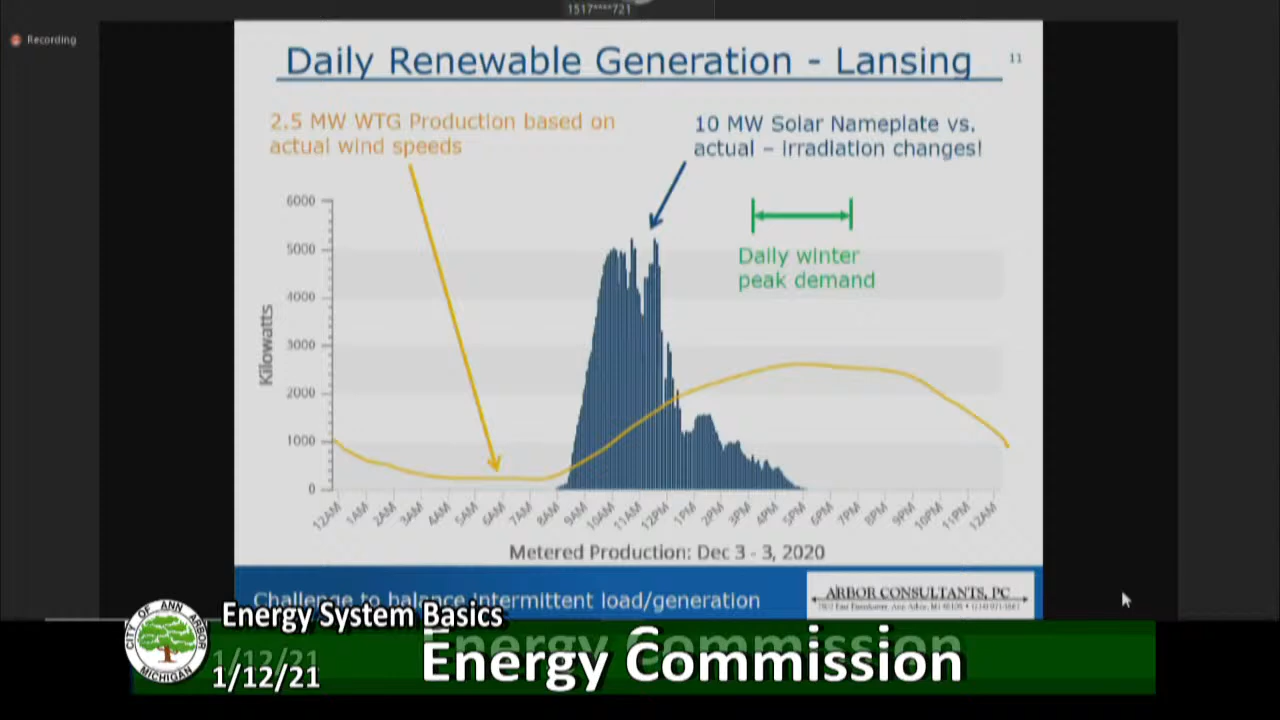 1517****721
Recording
Daily Renewable Generation - Lansing
11
2.5 MW WTG Production based on
actual wind speeds
10 MW Solar Nameplate vs.
actual – irradiation changes!
Daily winter
peak demand
6000
5000
4000
3000
2000
1000
0
Kilowatts
12AM 1AM 2AM 3AM 4AM 5AM 6AM 7AM 8AM 9AM 10AM 11AM 12PM 1PM 2PM 3PM 4PM 5PM 6PM 7PM 8PM 9PM 10PM 11PM 12AM
Metered Production: Dec 3 - 3, 2020
Challenge to balance intermittent load/generation
ARBOR CONSULTANTS, PC
CITY OF ANN ARBOR
MICHIGAN
Energy System Basics
1/12/21
Energy Commission